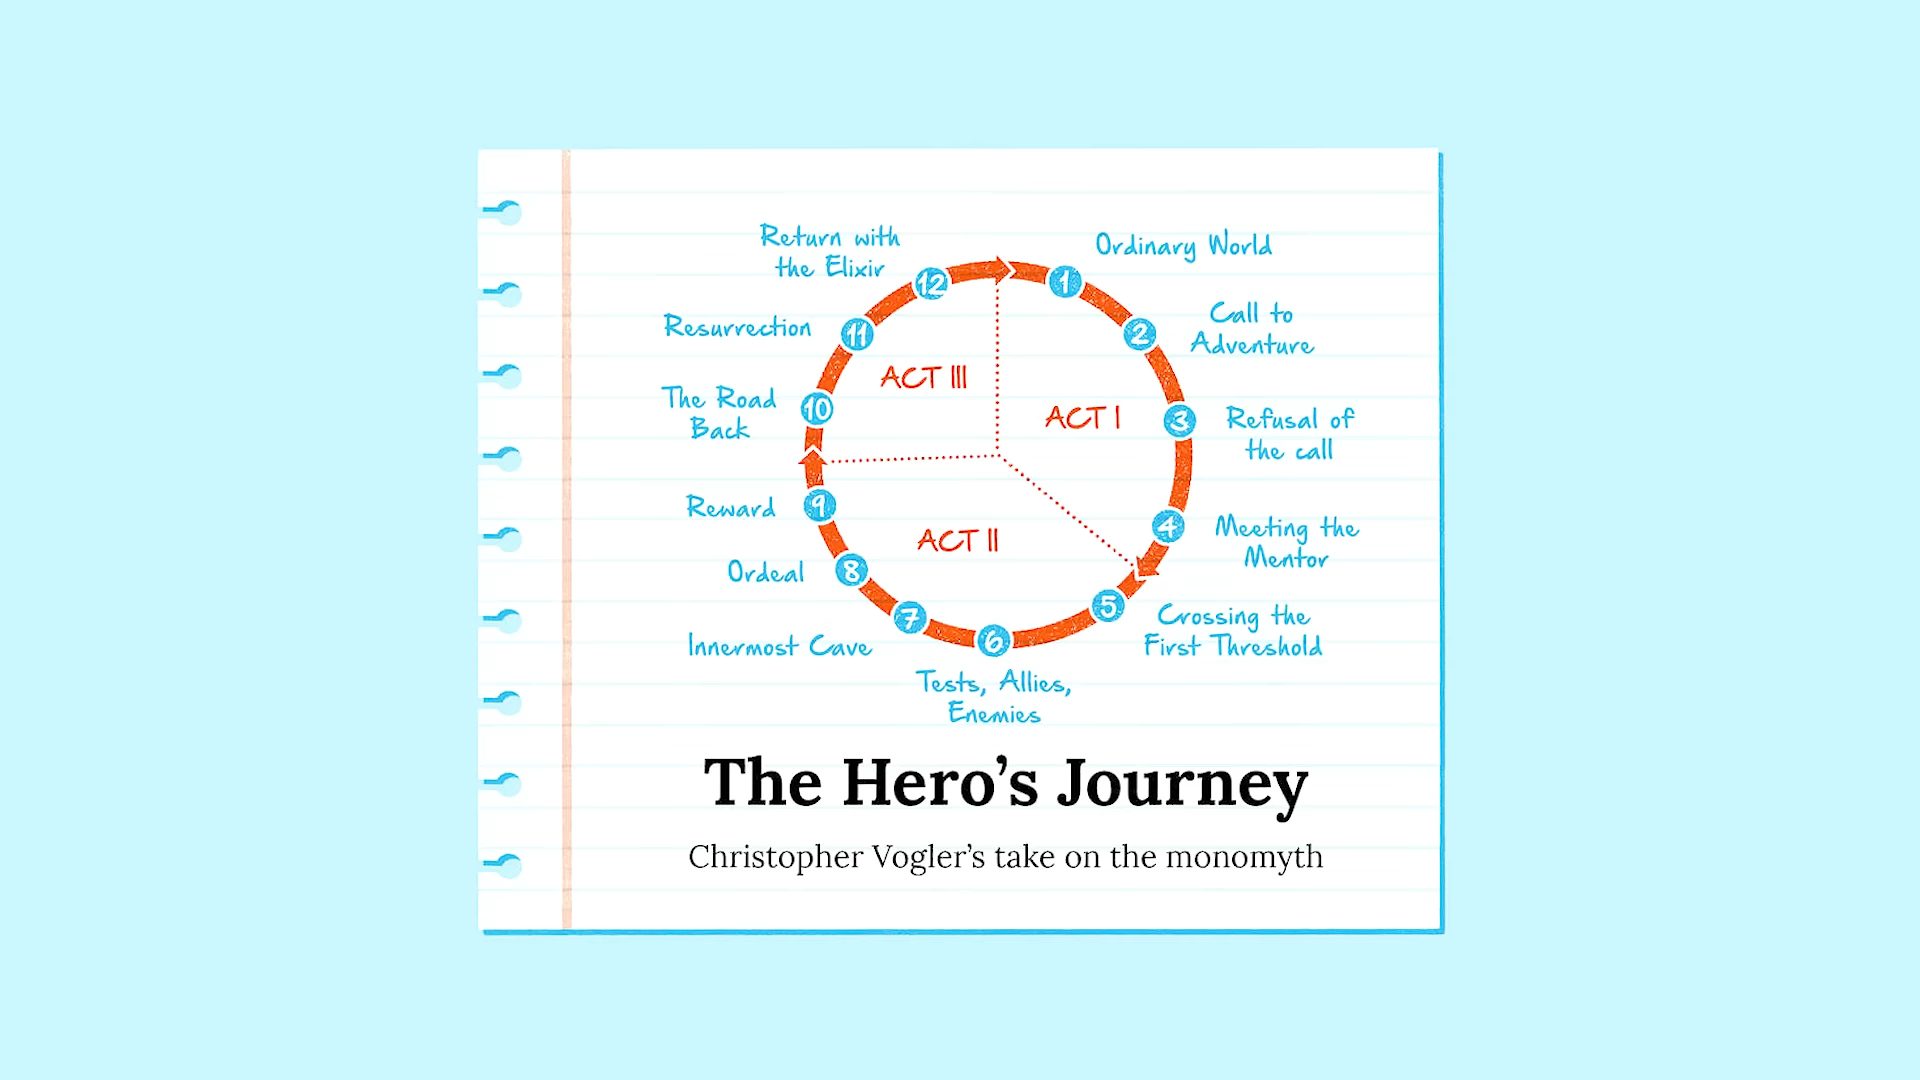 Ordinary World
1
Call to
Adventure
2
Refusal of
the call
3
Meeting the
Mentor
4
Crossing the
First Threshold
5
Tests, Allies,
Enemies
6
Innermost Cave
7
Ordeal
8
Reward
9
The Road
Back
10
Resurrection
11
Return with
the Elixir
12
ACT I
ACT II
ACT III
The Hero's Journey
Christopher Vogler's take on the monomyth